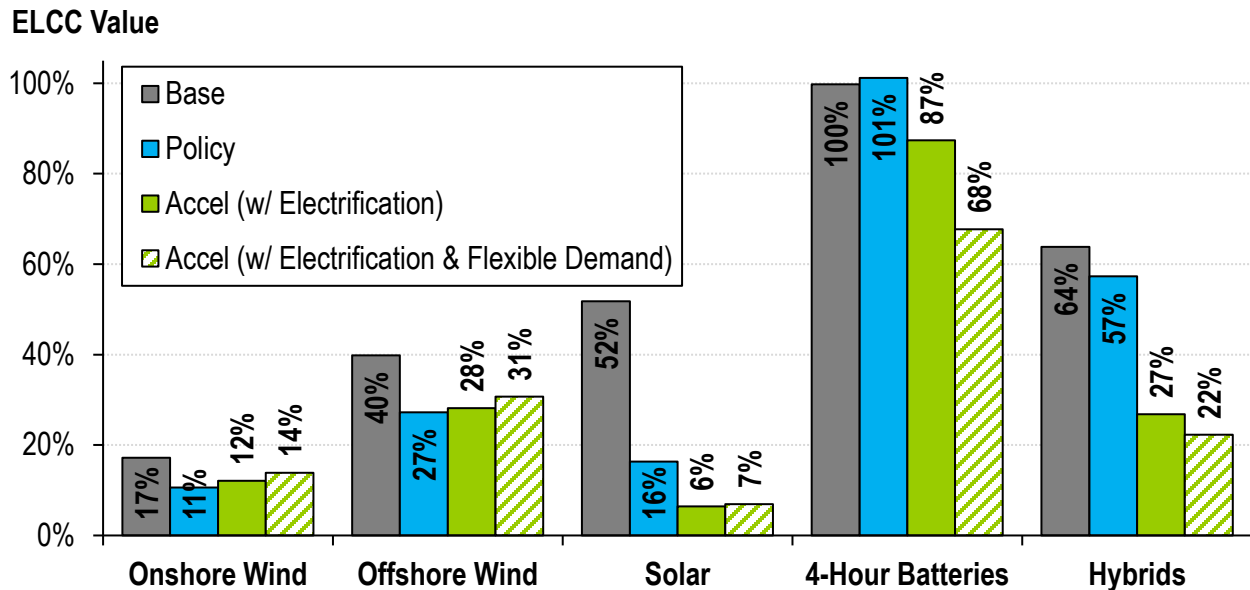 ELCC Value
100%
80%
60%
40%
20%
0%
Base
Policy
Accel (w/ Electrification)
Accel (w/ Electrification & Flexible Demand)
17%
11%
12%
14%
40%
27%
28%
31%
52%
16%
6%
7%
100%
101%
87%
68%
64%
57%
27%
22%
Onshore Wind
Offshore Wind
Solar
4-Hour Batteries
Hybrids